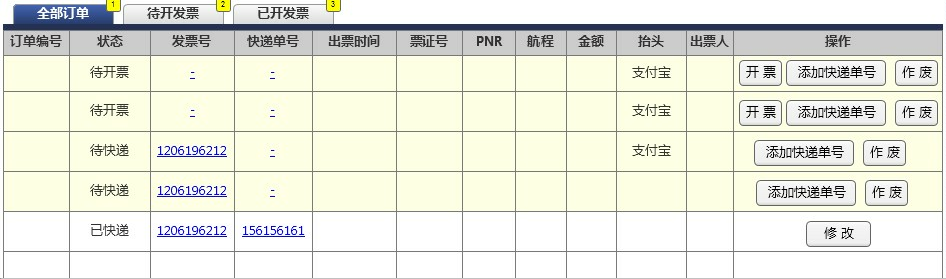 全部订单 1 待开发票 2 已开发票 3
订单编号 状态 发票号 快递单号 出票时间 票证号 PNR 航程 金额 抬头 出票人 操作
待开票 - - 支付宝 开 票 添加快递单号 作 废
待开票 - - 支付宝 开 票 添加快递单号 作 废
待快递 1206196212 - 支付宝 添加快递单号 作 废
待快递 1206196212 - 添加快递单号 作 废
已快递 1206196212 156156161 修 改